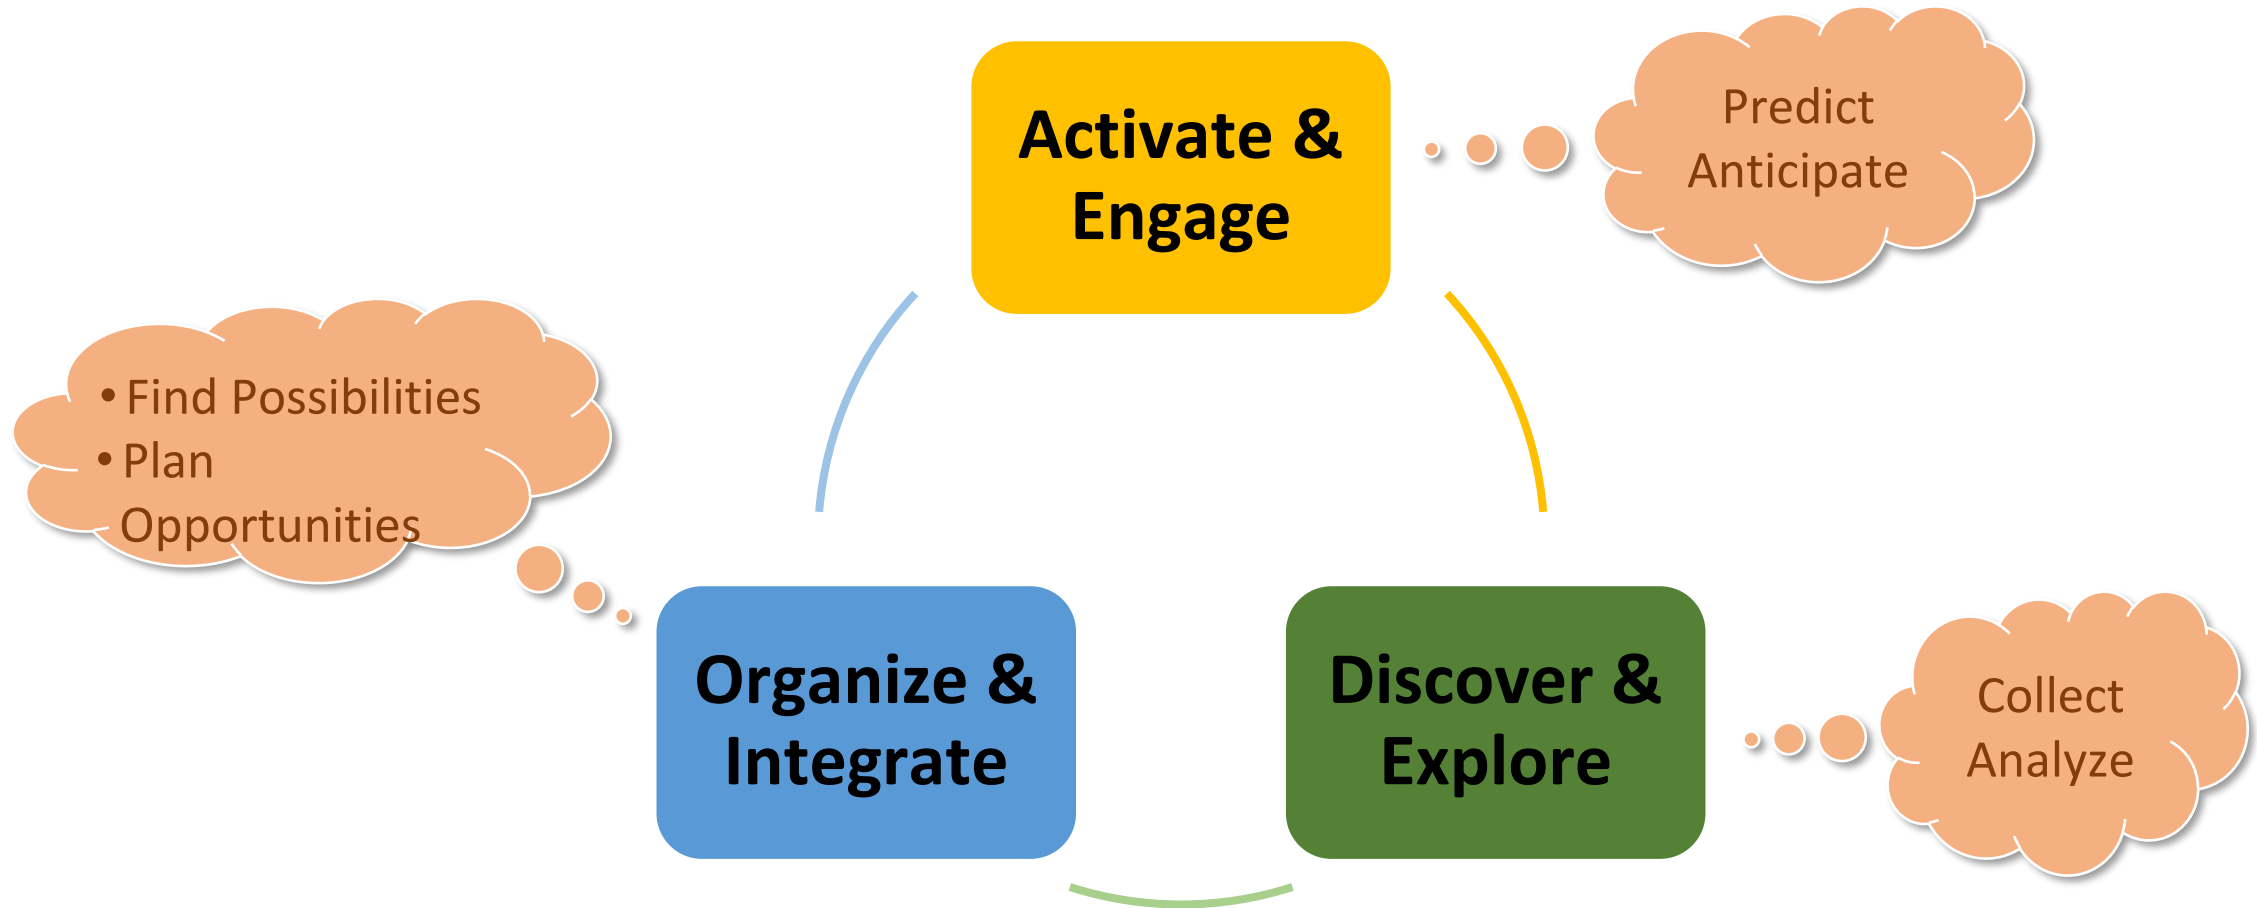 Activate &
Engage
Predict
Anticipate
• Find Possibilities
• Plan
Opportunities
Organize &
Integrate
Discover &
Explore
Collect
Analyze